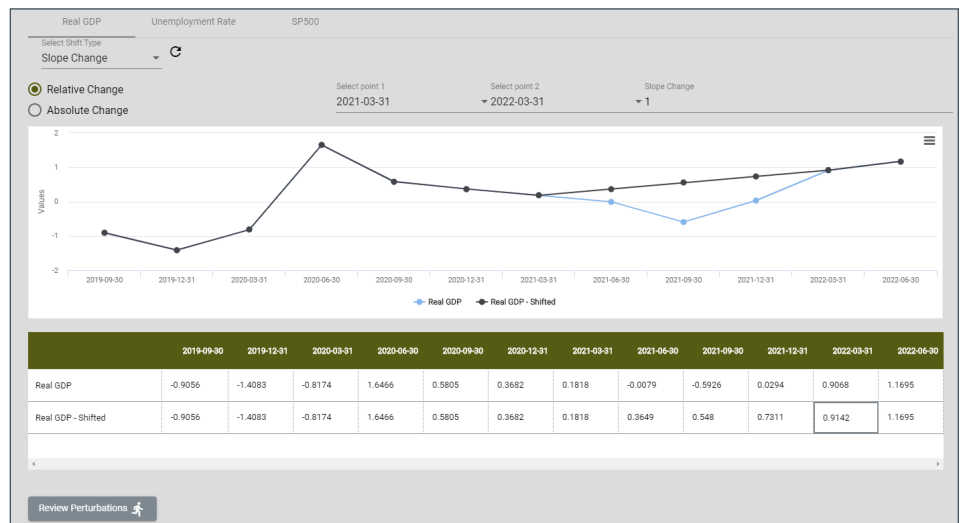 Real GDP Unemployment Rate SP500
Select Shift Type
Slope Change
Relative Change
Absolute Change
Select point 1 Select point 2 Slope Change
2021-03-31 2022-03-31 1
2
1
0
-1
-2
Values
2019-09-30 2019-12-31 2020-03-31 2020-06-30 2020-09-30 2020-12-31 2021-03-31 2021-06-30 2021-09-30 2021-12-31 2022-03-31 2022-06-30
Real GDP Real GDP - Shifted
2019-09-30 2019-12-31 2020-03-31 2020-06-30 2020-09-30 2020-12-31 2021-03-31 2021-06-30 2021-09-30 2021-12-31 2022-03-31 2022-06-30
Real GDP -0.9056 -1.4083 -0.8174 1.6466 0.5805 0.3682 0.1818 -0.0079 -0.5926 0.0294 0.9068 1.1695
Real GDP - Shifted -0.9056 -1.4083 -0.8174 1.6466 0.5805 0.3682 0.1818 0.3649 0.548 0.7311 0.9142 1.1695
Review Perturbations